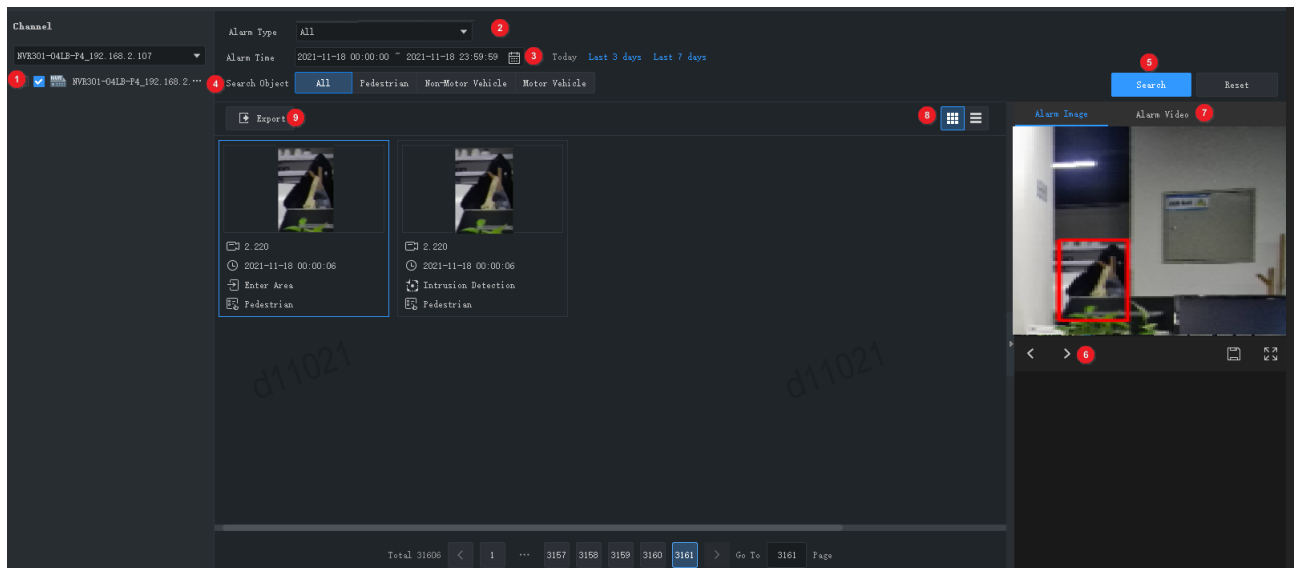 Channel
NVR301-04LB-P4_192.168.2.107
1 NVR301-04LB-P4_192.168.2.···
Alarm Type All 2
Alarm Time 2021-11-18 00:00:00 ~ 2021-11-18 23:59:59 3 Today Last 3 days Last 7 days
4 Search Object All Pedestrian Non-Motor Vehicle Motor Vehicle
5
Search Reset
Export 9
8
Alarm Image Alarm Video 7
2.220
2021-11-18 00:00:06
Enter Area
Pedestrian
2.220
2021-11-18 00:00:06
Intrusion Detection
Pedestrian
6
d11021
d11021
Total 31606 < 1 ··· 3157 3158 3159 3160 3161 > Go To 3161 Page